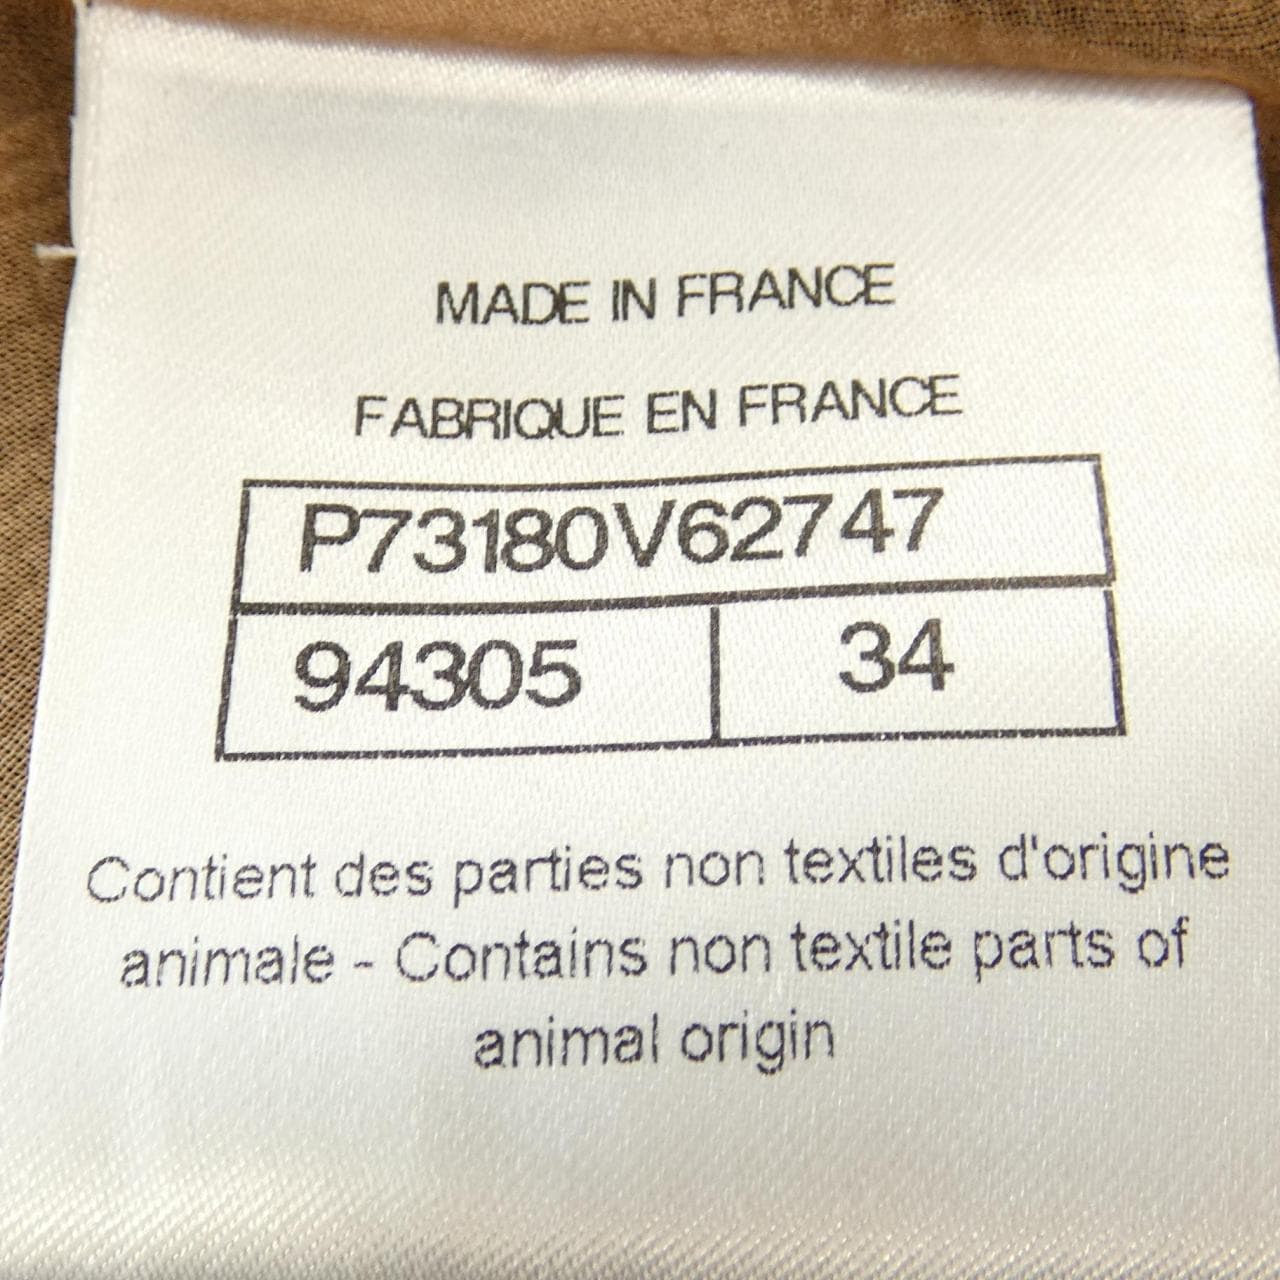 MADE IN FRANCE
FABRIQUE EN FRANCE
P73180V62747
94305 34
Contient des parties non textiles d'origine
animale - Contains non textile parts of
animal origin